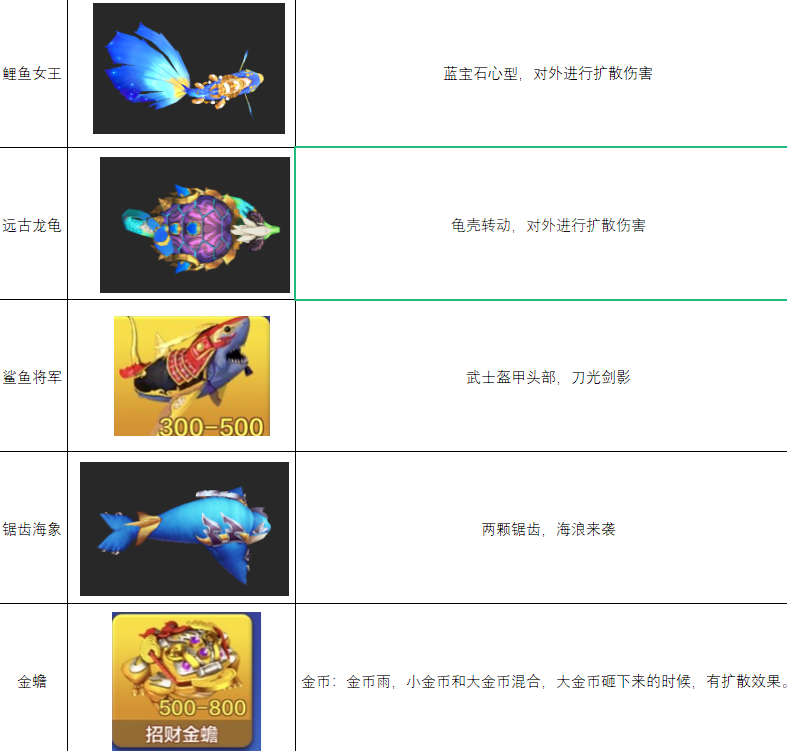 鲤鱼女王
蓝宝石心型，对外进行扩散伤害
远古龙龟
龟壳转动，对外进行扩散伤害
鲨鱼将军
300-500
武士盔甲头部，刀光剑影
锯齿海象
两颗锯齿，海浪来袭
金蟾
500-800
招财金蟾
金币：金币雨，小金币和大金币混合，大金币砸下来的时候，有扩散效果。